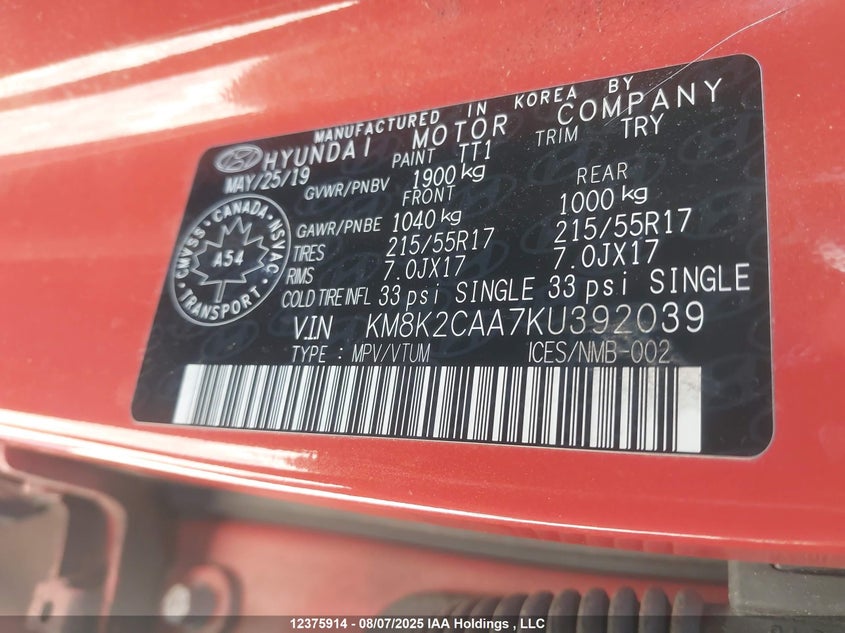 MANUFACTURED IN KOREA BY
HYUNDAI MOTOR COMPANY
MAY/25/19 PAINT TT1 TRIM TRY
GVWR/PNBV 1900kg
FRONT REAR
GAWR/PNBE 1040 kg 1000 kg
TIRES 215/55R17 215/55R17
RIMS 7.0JX17 7.0JX17
COLD TIRE INFL 33 psi SINGLE 33 psi SINGLE
CMVSS · CANADA · NSVAC
A54
TRANSPORT
V.I.N KM8K2CAA7KU392039
TYPE : MPV/VTUM ICES/NMB-002
12375914 - 08/07/2025 IAA Holdings , LLC